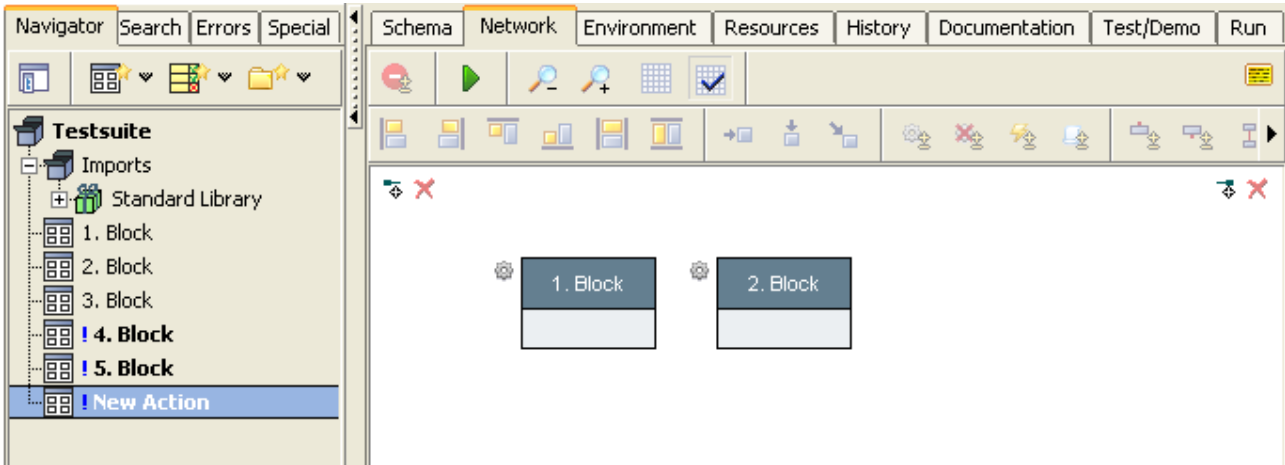 Navigator Search Errors Special
Schema Network Environment Resources History Documentation Test/Demo Run
Testsuite
Imports
Standard Library
1. Block
2. Block
3. Block
! 4. Block
! 5. Block
! New Action
1. Block
2. Block